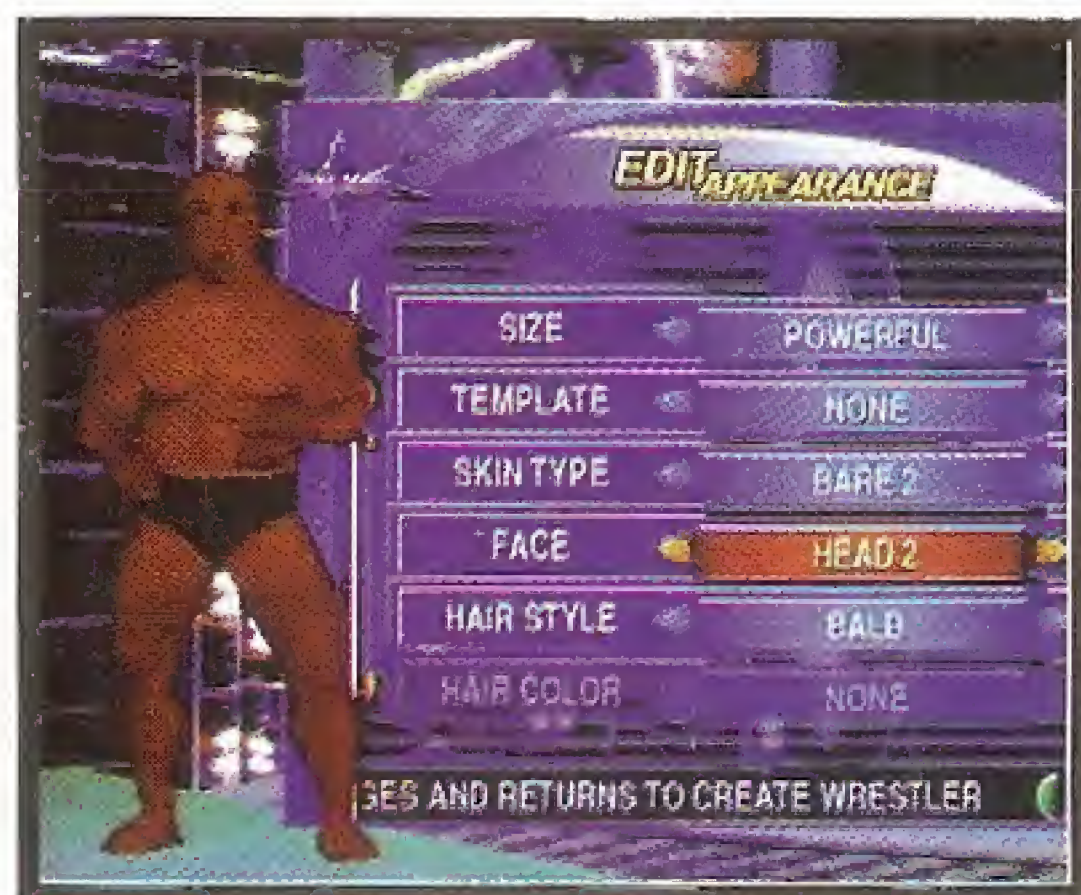 EDIT APPEARANCE
SIZE POWERFUL
TEMPLATE NONE
SKIN TYPE BARE 2
FACE HEAD 2
HAIR STYLE BALD
HAIR COLOR NONE
GES AND RETURNS TO CREATE WRESTLER